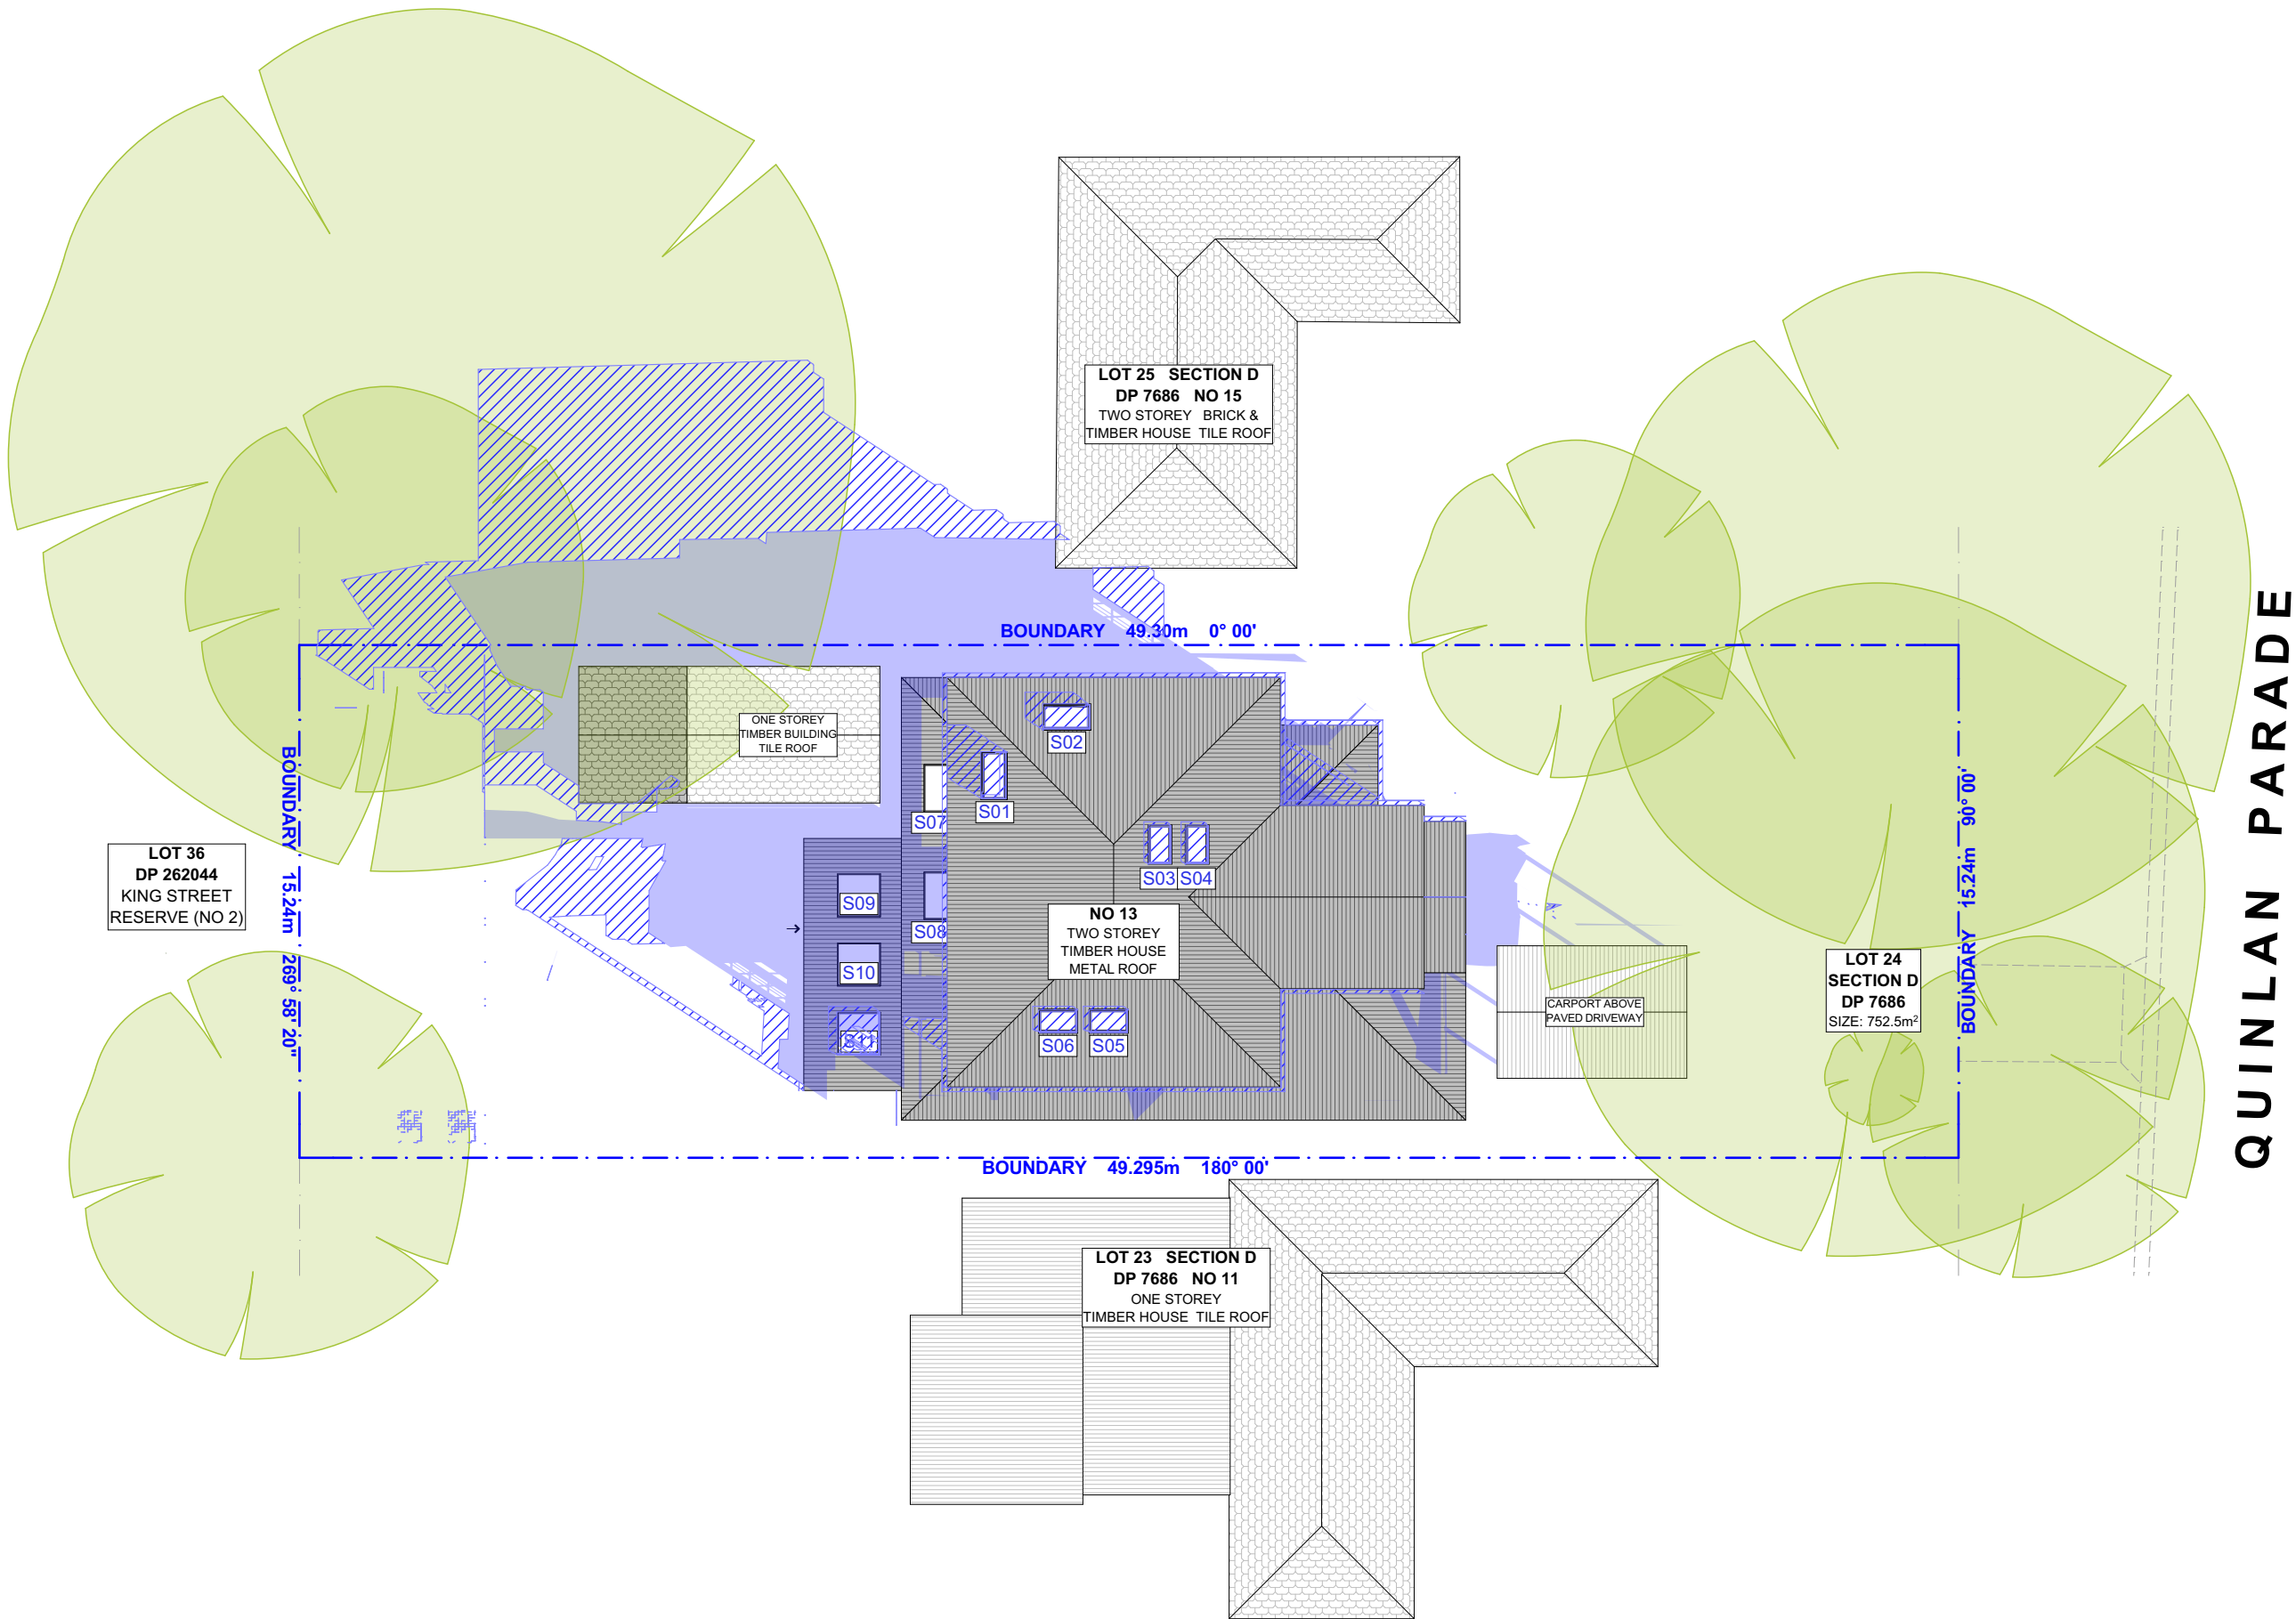 LOT 25 SECTION D
DP 7686 NO 15
TWO STOREY BRICK &
TIMBER HOUSE TILE ROOF
BOUNDARY 49.30m 0° 00'
ONE STOREY
TIMBER BUILDING
TILE ROOF
S02
S01
S07
S03
S04
S09
S08
S10
S11
S06
S05
NO 13
TWO STOREY
TIMBER HOUSE
METAL ROOF
LOT 36
DP 262044
KING STREET
RESERVE (NO 2)
BOUNDARY 15.24m 269° 58' 20"
CARPORT ABOVE
PAVED DRIVEWAY
LOT 24
SECTION D
DP 7686
SIZE: 752.5m²
BOUNDARY 15.24m 90° 00'
QUINLAN PARADE
BOUNDARY 49.295m 180° 00'
LOT 23 SECTION D
DP 7686 NO 11
ONE STOREY
TIMBER HOUSE TILE ROOF